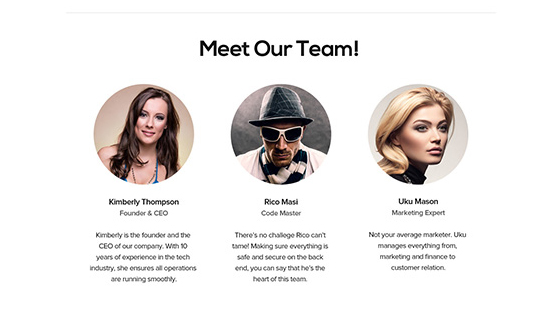 Meet Our Team!
Kimberly Thompson
Founder & CEO
Kimberly is the founder and the
CEO of our company. With 10
years of experience in the tech
industry, she ensures all operations
are running smoothly.
Rico Masi
Code Master
There's no challege Rico can't
tame! Making sure everything is
safe and secure on the back
end, you can say that he's the
heart of this team.
Uku Mason
Marketing Expert
Not your average marketer. Uku
manages everything from,
marketing and finance to
customer relation.